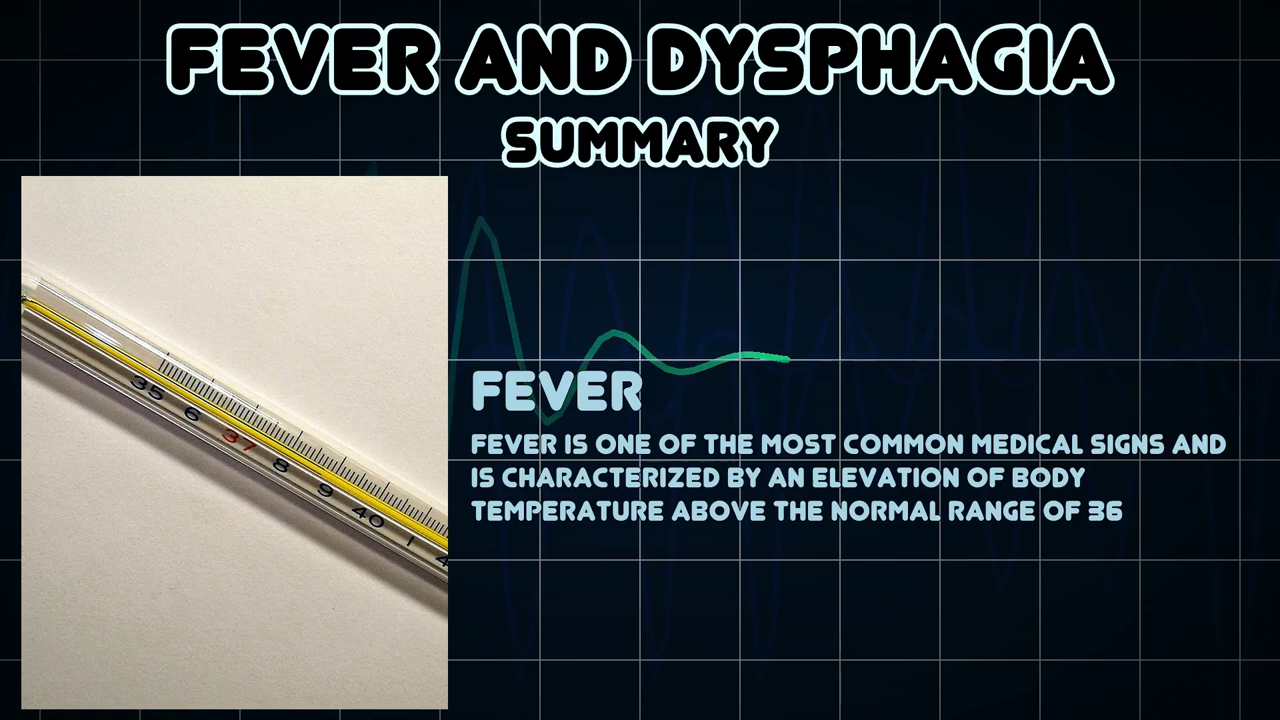 FEVER AND DYSPHAGIA
SUMMARY
35
6
37
8
9
40
1
FEVER
FEVER IS ONE OF THE MOST COMMON MEDICAL SIGNS AND
IS CHARACTERIZED BY AN ELEVATION OF BODY
TEMPERATURE ABOVE THE NORMAL RANGE OF 36